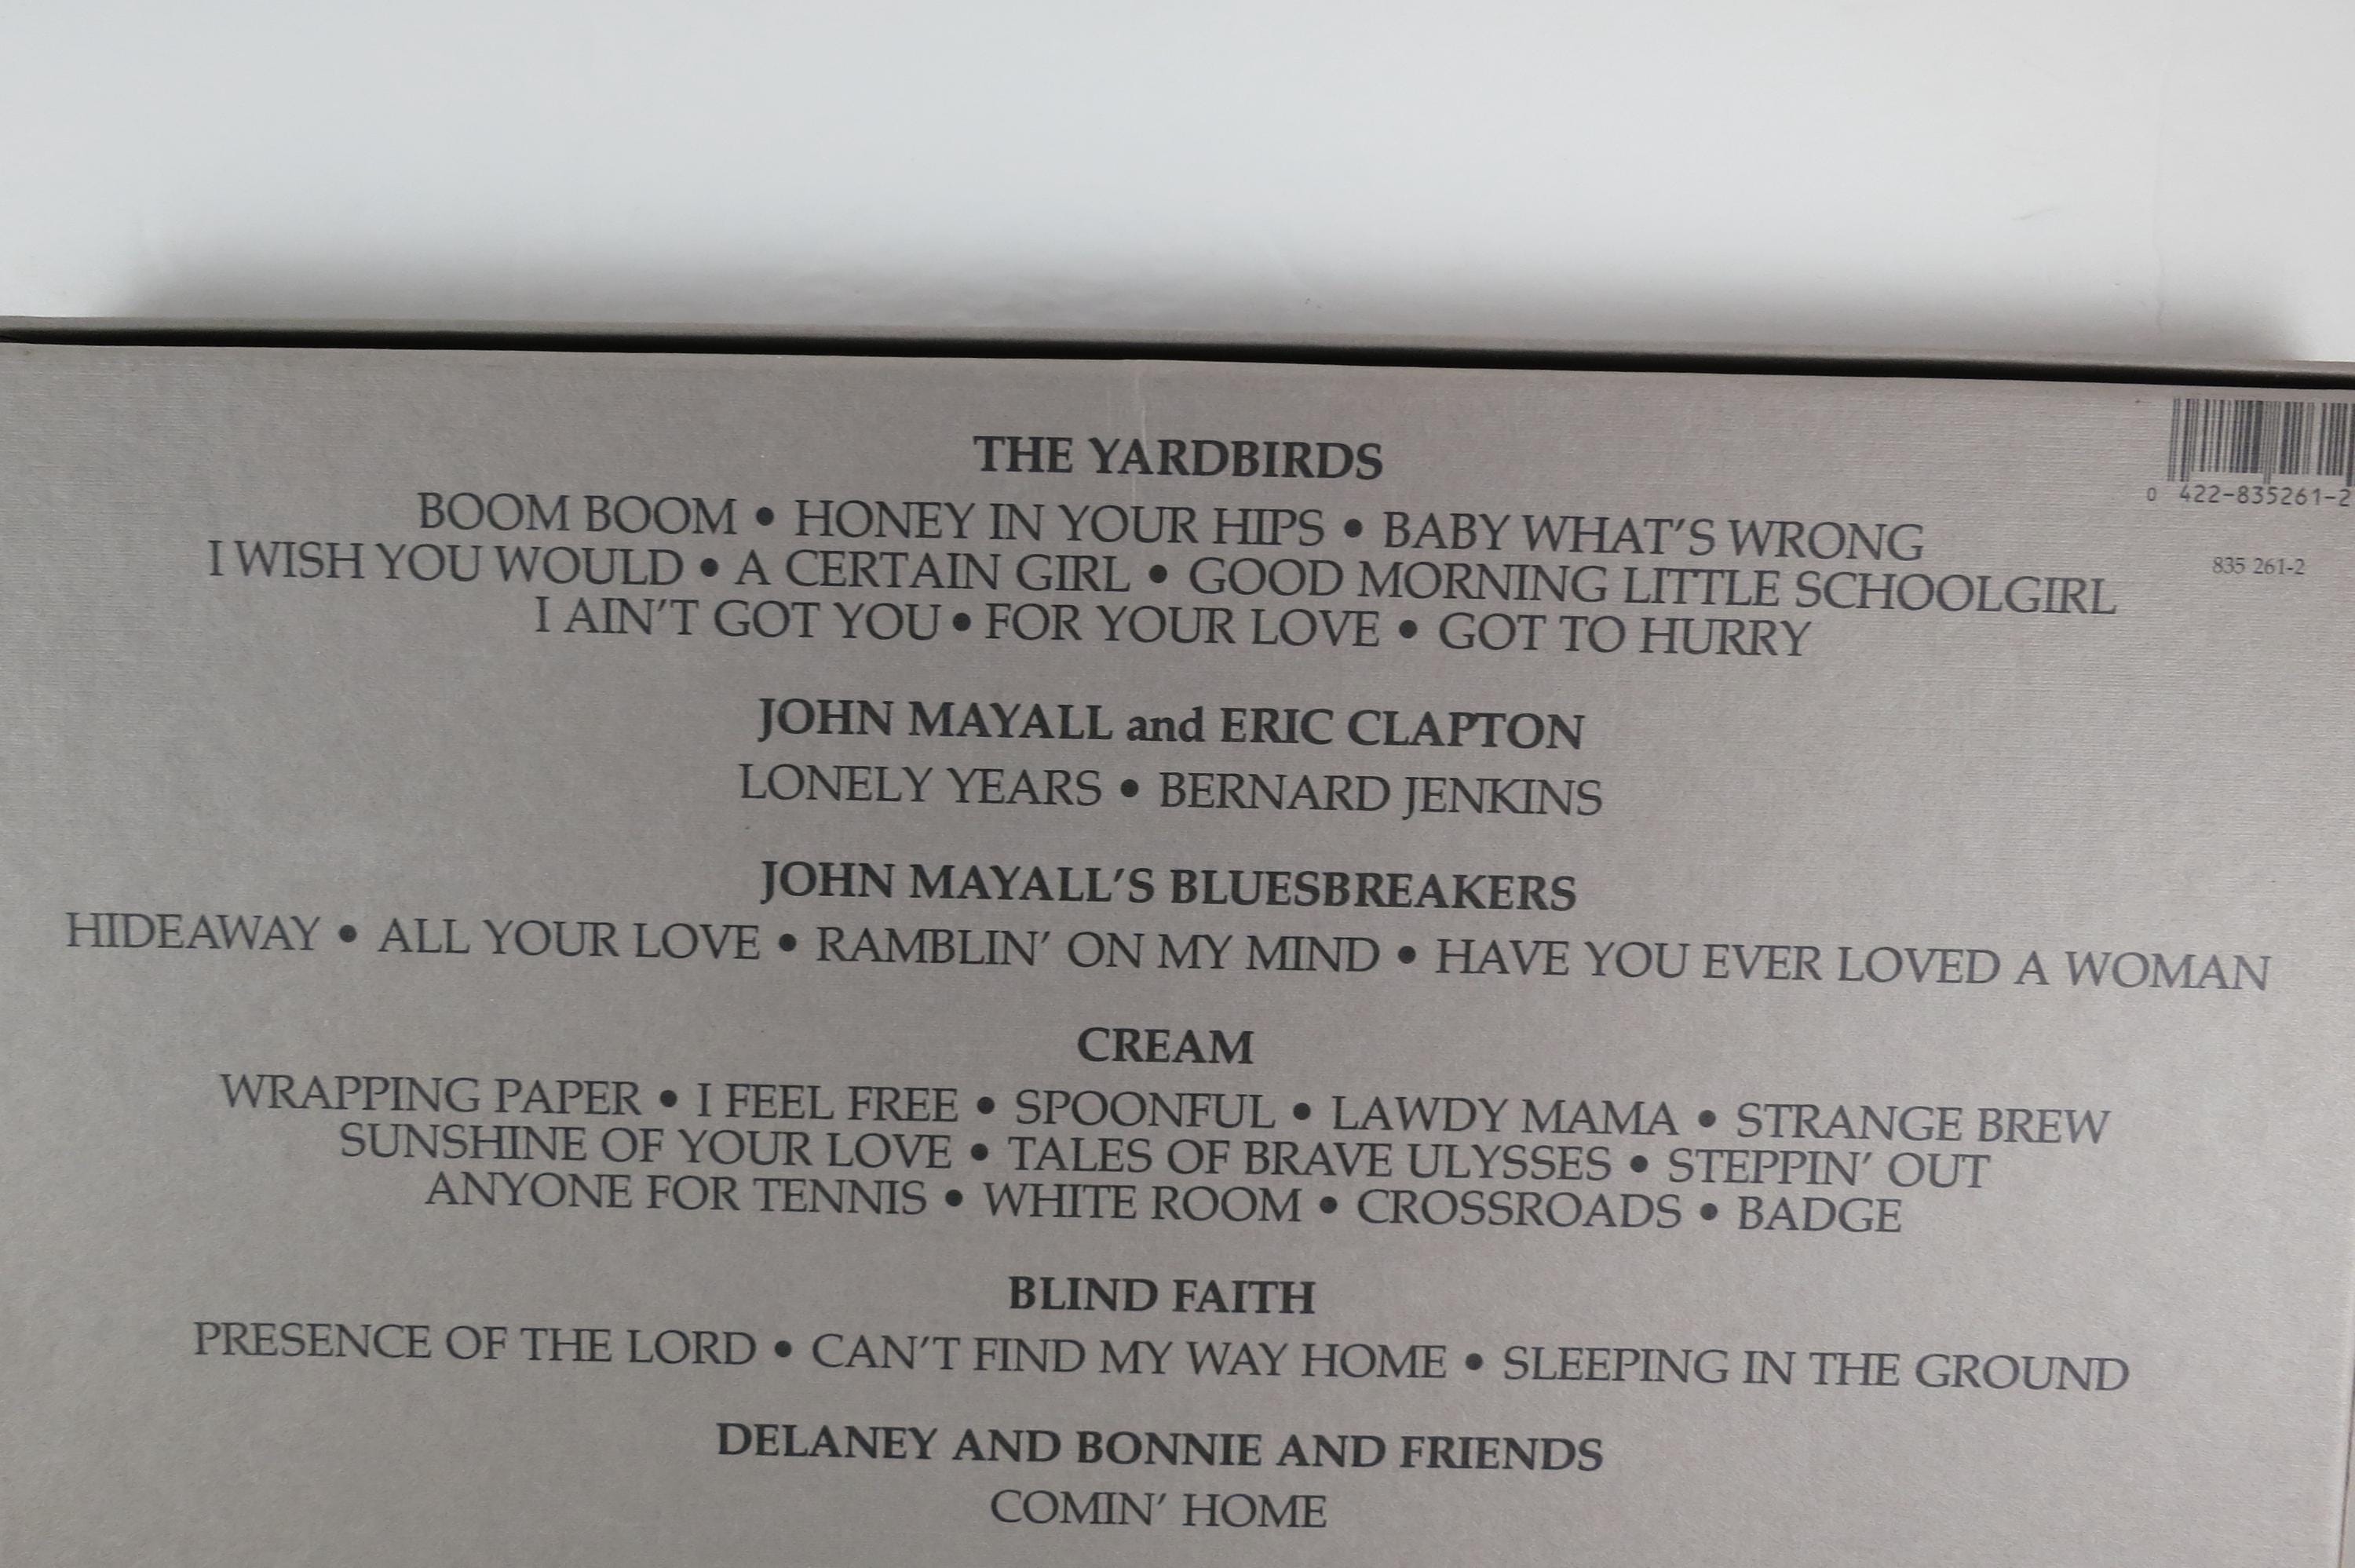 THE YARDBIRDS
0 422-835261-2
BOOM BOOM • HONEY IN YOUR HIPS • BABY WHAT'S WRONG
835 261-2
I WISH YOU WOULD • A CERTAIN GIRL • GOOD MORNING LITTLE SCHOOLGIRL
I AIN'T GOT YOU • FOR YOUR LOVE • GOT TO HURRY
JOHN MAYALL and ERIC CLAPTON
LONELY YEARS • BERNARD JENKINS
JOHN MAYALL'S BLUESBREAKERS
HIDEAWAY • ALL YOUR LOVE • RAMBLIN' ON MY MIND • HAVE YOU EVER LOVED A WOMAN
CREAM
WRAPPING PAPER • I FEEL FREE • SPOONFUL • LAWDY MAMA • STRANGE BREW
SUNSHINE OF YOUR LOVE • TALES OF BRAVE ULYSSES • STEPPIN' OUT
ANYONE FOR TENNIS • WHITE ROOM • CROSSROADS • BADGE
BLIND FAITH
PRESENCE OF THE LORD • CAN'T FIND MY WAY HOME • SLEEPING IN THE GROUND
DELANEY AND BONNIE AND FRIENDS
COMIN' HOME